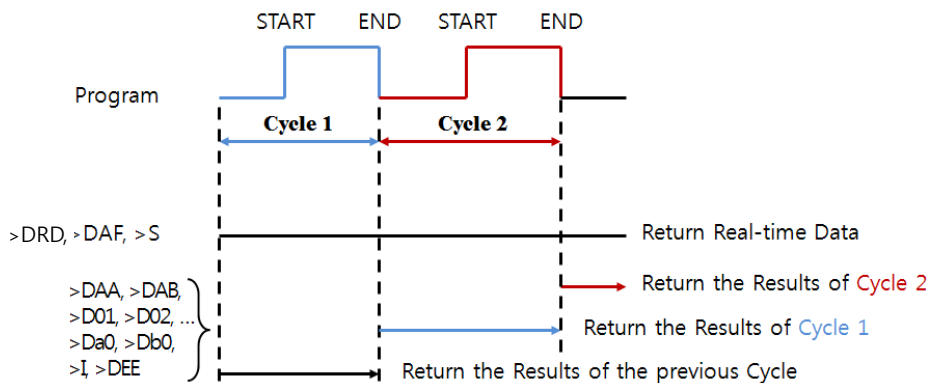 START END START END
Program
Cycle 1 Cycle 2
>DRD, >DAF, >S
Return Real-time Data
>DAA, >DAB,
>D01, >D02, ...
>Da0, >Db0,
>I, >DEE
Return the Results of Cycle 2
Return the Results of Cycle 1
Return the Results of the previous Cycle